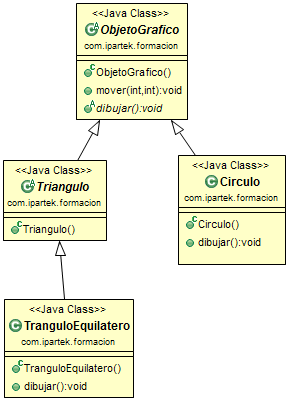 <<Java Class>>
ObjetoGrafico
com.ipartek.formacion
ObjetoGrafico()
mover(int,int):void
dibujar():void
<<Java Class>>
Triangulo
com.ipartek.formacion
Triangulo()
<<Java Class>>
Circulo
com.ipartek.formacion
Circulo()
dibujar():void
<<Java Class>>
TranguloEquilatero
com.ipartek.formacion
TranguloEquilatero()
dibujar():void